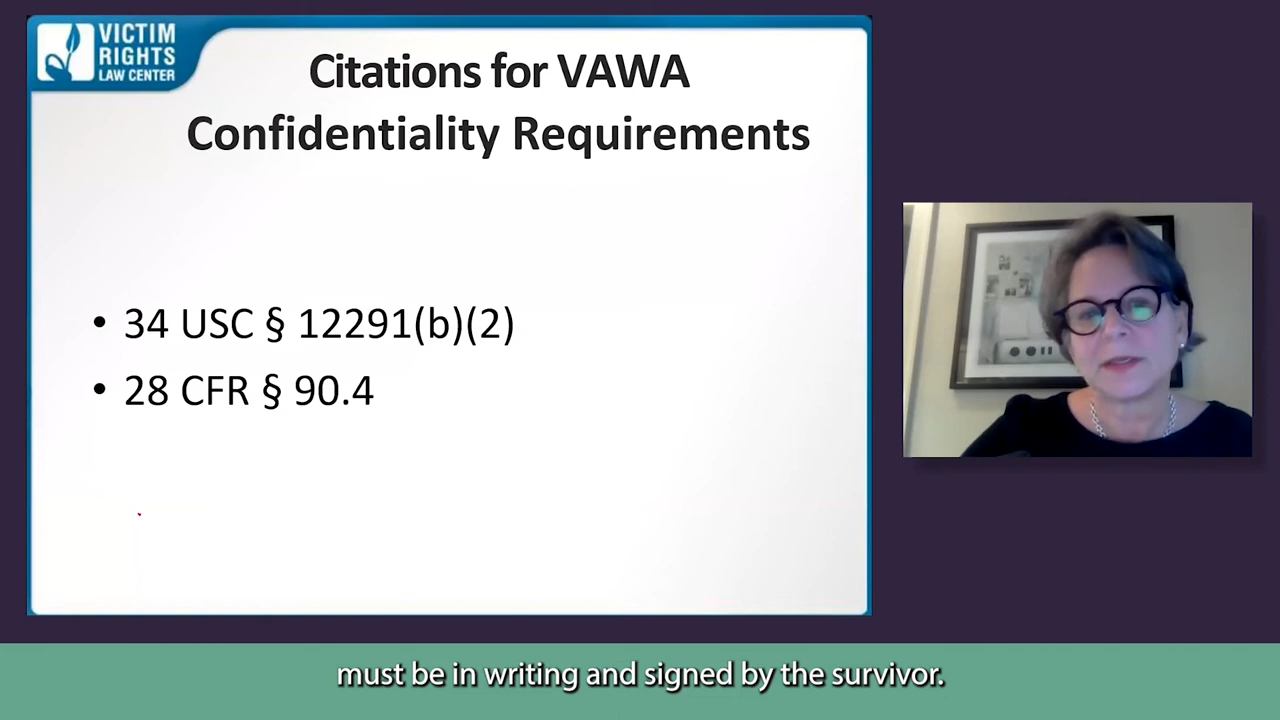 VICTIM
RIGHTS
LAW CENTER
Citations for VAWA
Confidentiality Requirements
• 34 USC § 12291(b)(2)
• 28 CFR § 90.4
must be in writing and signed by the survivor.